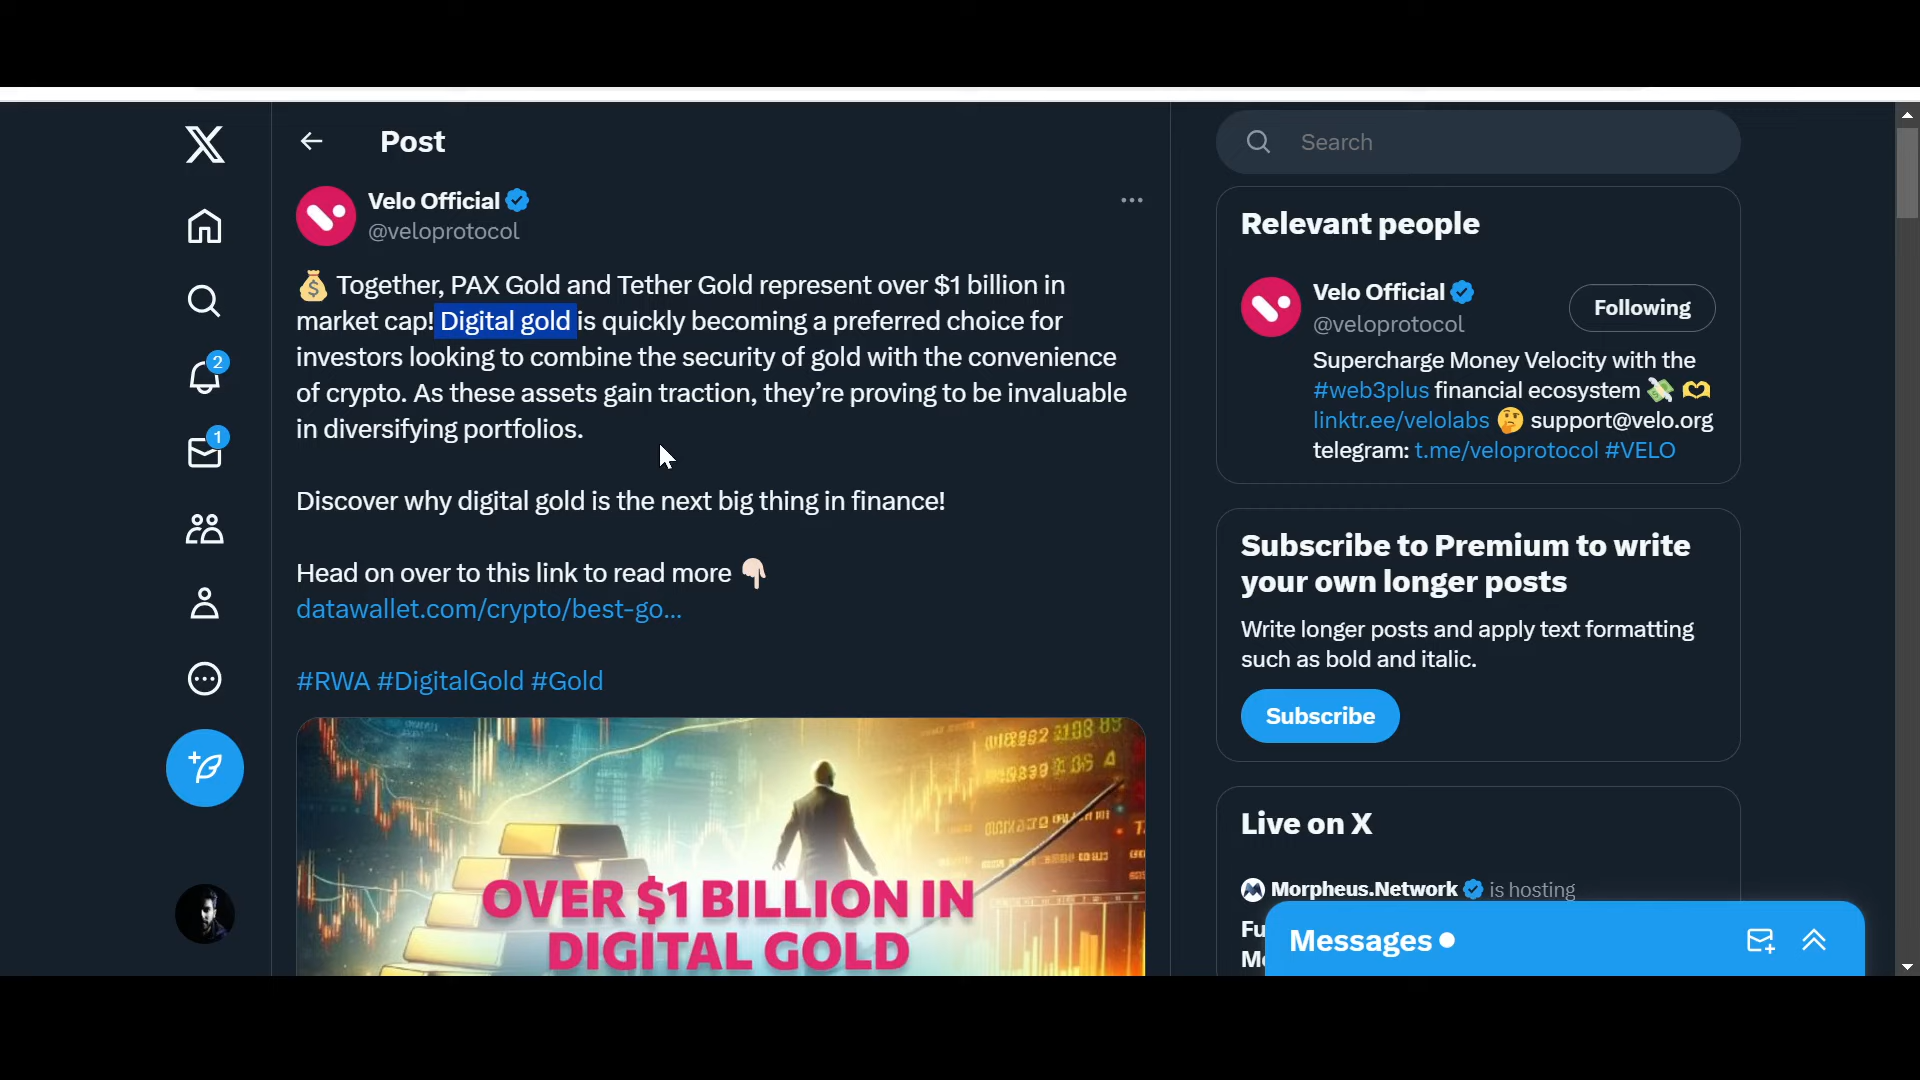 Post
Search
Velo Official
@veloprotocol
💰 Together, PAX Gold and Tether Gold represent over $1 billion in
market cap! Digital gold is quickly becoming a preferred choice for
investors looking to combine the security of gold with the convenience
of crypto. As these assets gain traction, they’re proving to be invaluable
in diversifying portfolios.
Discover why digital gold is the next big thing in finance!
Head on over to this link to read more 👇🏻
datawallet.com/crypto/best-go...
#RWA #DigitalGold #Gold
OVER $1 BILLION IN
DIGITAL GOLD
2
1
Relevant people
Velo Official
@veloprotocol
Following
Supercharge Money Velocity with the
#web3plus financial ecosystem 💸 🫶
linktr.ee/velolabs 🤔 support@velo.org
telegram: t.me/veloprotocol #VELO
Subscribe to Premium to write
your own longer posts
Write longer posts and apply text formatting
such as bold and italic.
Subscribe
Live on X
Morpheus.Network is hosting
Messages